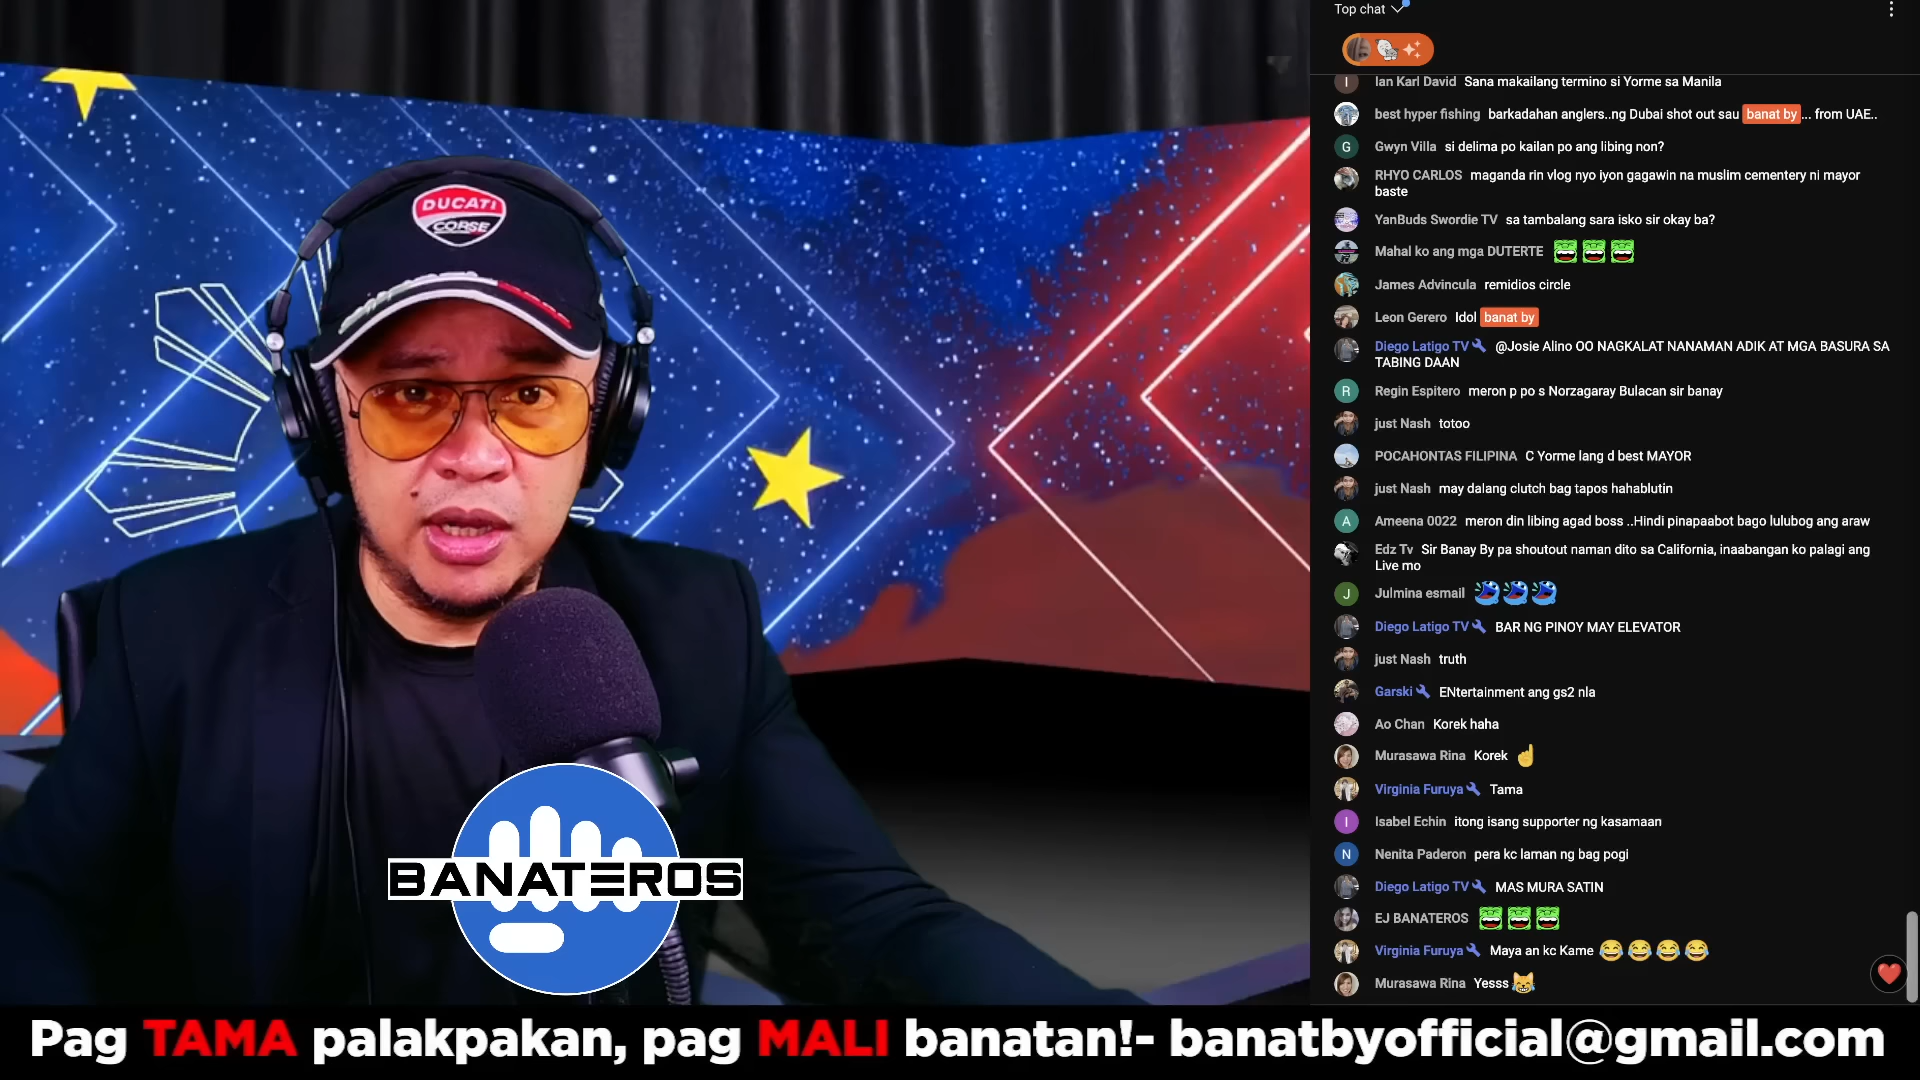 Top chat
Ian Karl David Sana makailang termino si Yorme sa Manila
best hyper fishing barkadahan anglers..ng Dubai shot out sau banat by ... from UAE..
G Gwyn Villa si delima po kailan po ang libing non?
RHYO CARLOS maganda rin vlog nyo iyon gagawin na muslim cementery ni mayor
baste
YanBuds Swordie TV sa tambalang sara isko sir okay ba?
Mahal ko ang mga DUTERTE
James Advincula remidios circle
Leon Gerero Idol banat by
Diego Latigo TV @Josie Alino OO NAGKALAT NANAMAN ADIK AT MGA BASURA SA
TABING DAAN
R Regin Espitero meron p po s Norzagaray Bulacan sir banay
just Nash totoo
POCAHONTAS FILIPINA C Yorme lang d best MAYOR
just Nash may dalang clutch bag tapos hahablutin
A Ameena 0022 meron din libing agad boss ..Hindi pinapaabot bago lulubog ang araw
Edz Tv Sir Banay By pa shoutout naman dito sa California, inaabangan ko palagi ang
Live mo
J Julmina esmail
Diego Latigo TV BAR NG PINOY MAY ELEVATOR
just Nash truth
Garski ENtertainment ang gs2 nla
Ao Chan Korek haha
Murasawa Rina Korek ☝
Virginia Furuya Tama
I Isabel Echin itong isang supporter ng kasamaan
N Nenita Paderon pera kc laman ng bag pogi
Diego Latigo TV MAS MURA SATIN
EJ BANATEROS
Virginia Furuya Maya an kc Kame 😂😂😂😂
Murasawa Rina Yesss 😹
DUCATI
CORSE
BANATEROS
Pag TAMA palakpakan, pag MALI banatan!- banatbyofficial@gmail.com